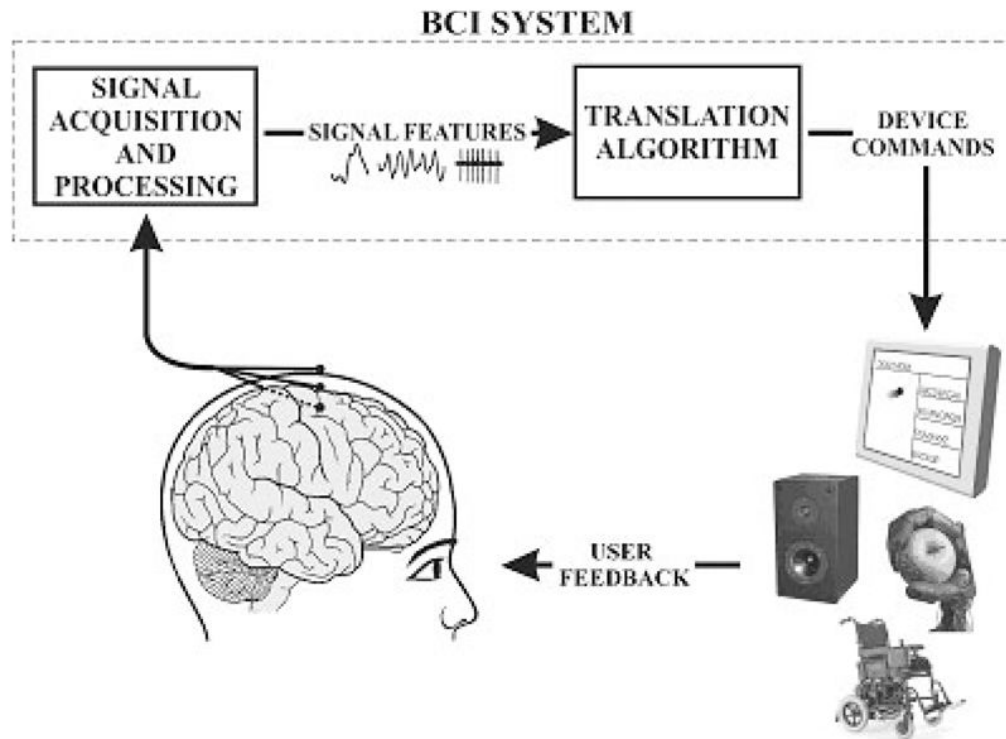 BCI SYSTEM
SIGNAL
ACQUISITION
AND
PROCESSING
SIGNAL FEATURES
TRANSLATION
ALGORITHM
DEVICE
COMMANDS
USER
FEEDBACK